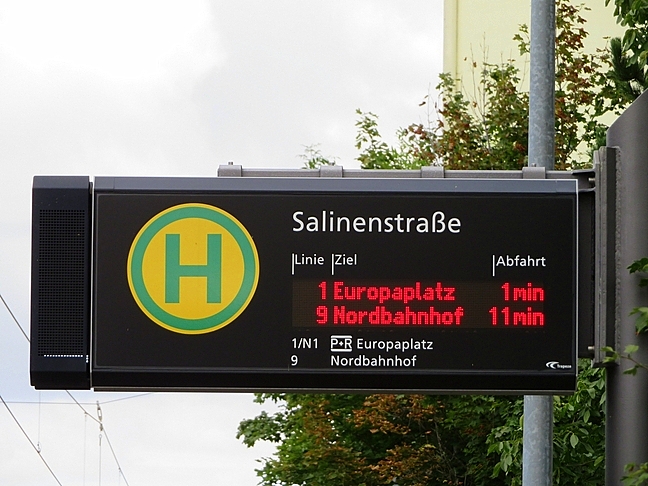 H
Salinenstraße
Linie Ziel Abfahrt
1 Europaplatz 1 min
9 Nordbahnhof 11 min
1/N1 P+R Europaplatz
9 Nordbahnhof